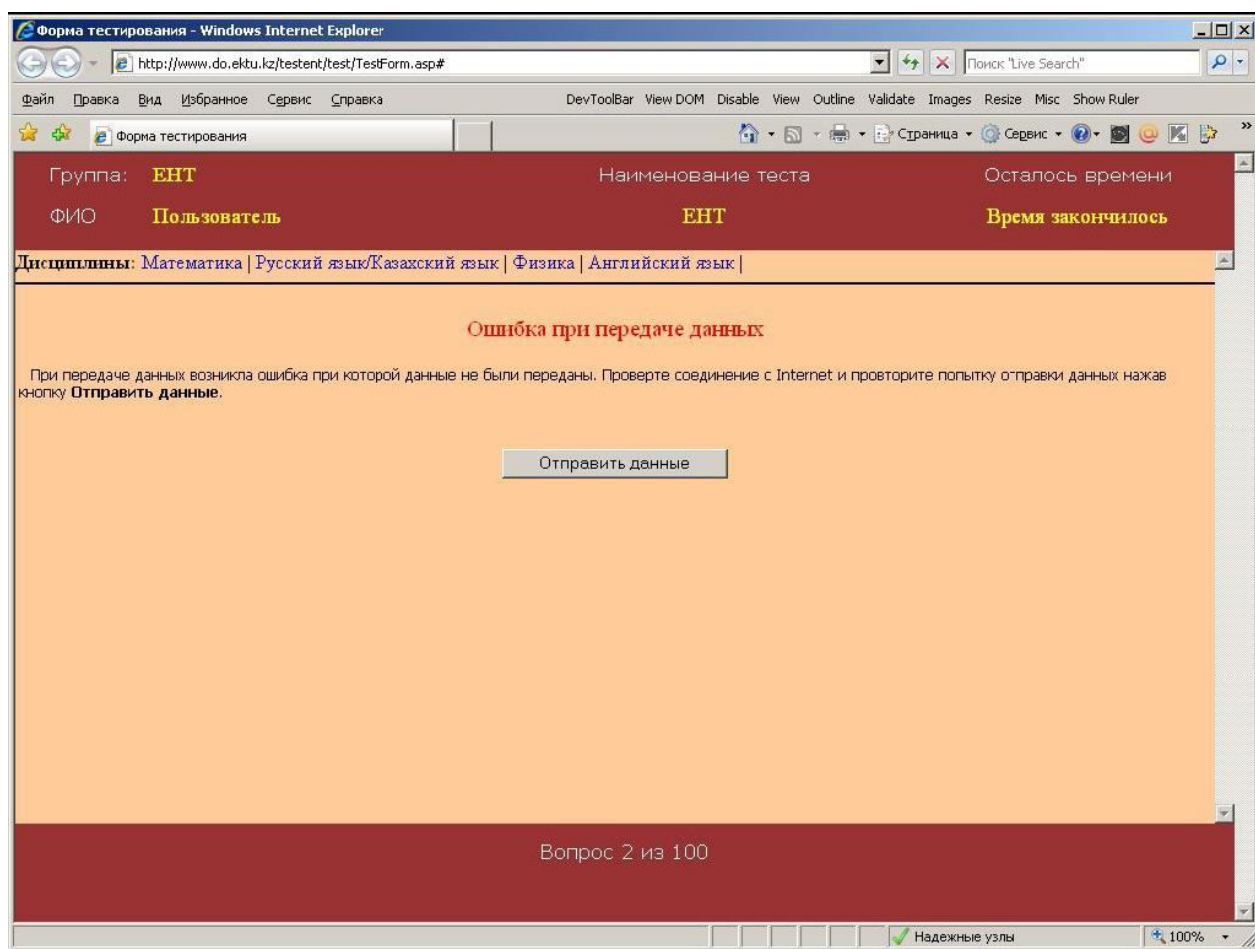 Форма тестирования - Windows Internet Explorer
http://www.do.ektu.kz/testent/test/TestForm.asp#
Поиск "Live Search"
Файл Правка Вид Избранное Сервис Справка DevToolBar View DOM Disable View Outline Validate Images Resize Misc Show Ruler
Форма тестирования Страница Сервис
Группа: ЕНТ Наименование теста Осталось времени
ФИО Пользователь ЕНТ Время закончилось
Дисциплины: Математика | Русский язык/Казахский язык | Физика | Английский язык |
Ошибка при передаче данных
При передаче данных возникла ошибка при которой данные не были переданы. Проверте соединение с Internet и провторите попытку отправки данных нажав
кнопку Отправить данные.
Отправить данные
Вопрос 2 из 100
Надежные узлы 100%